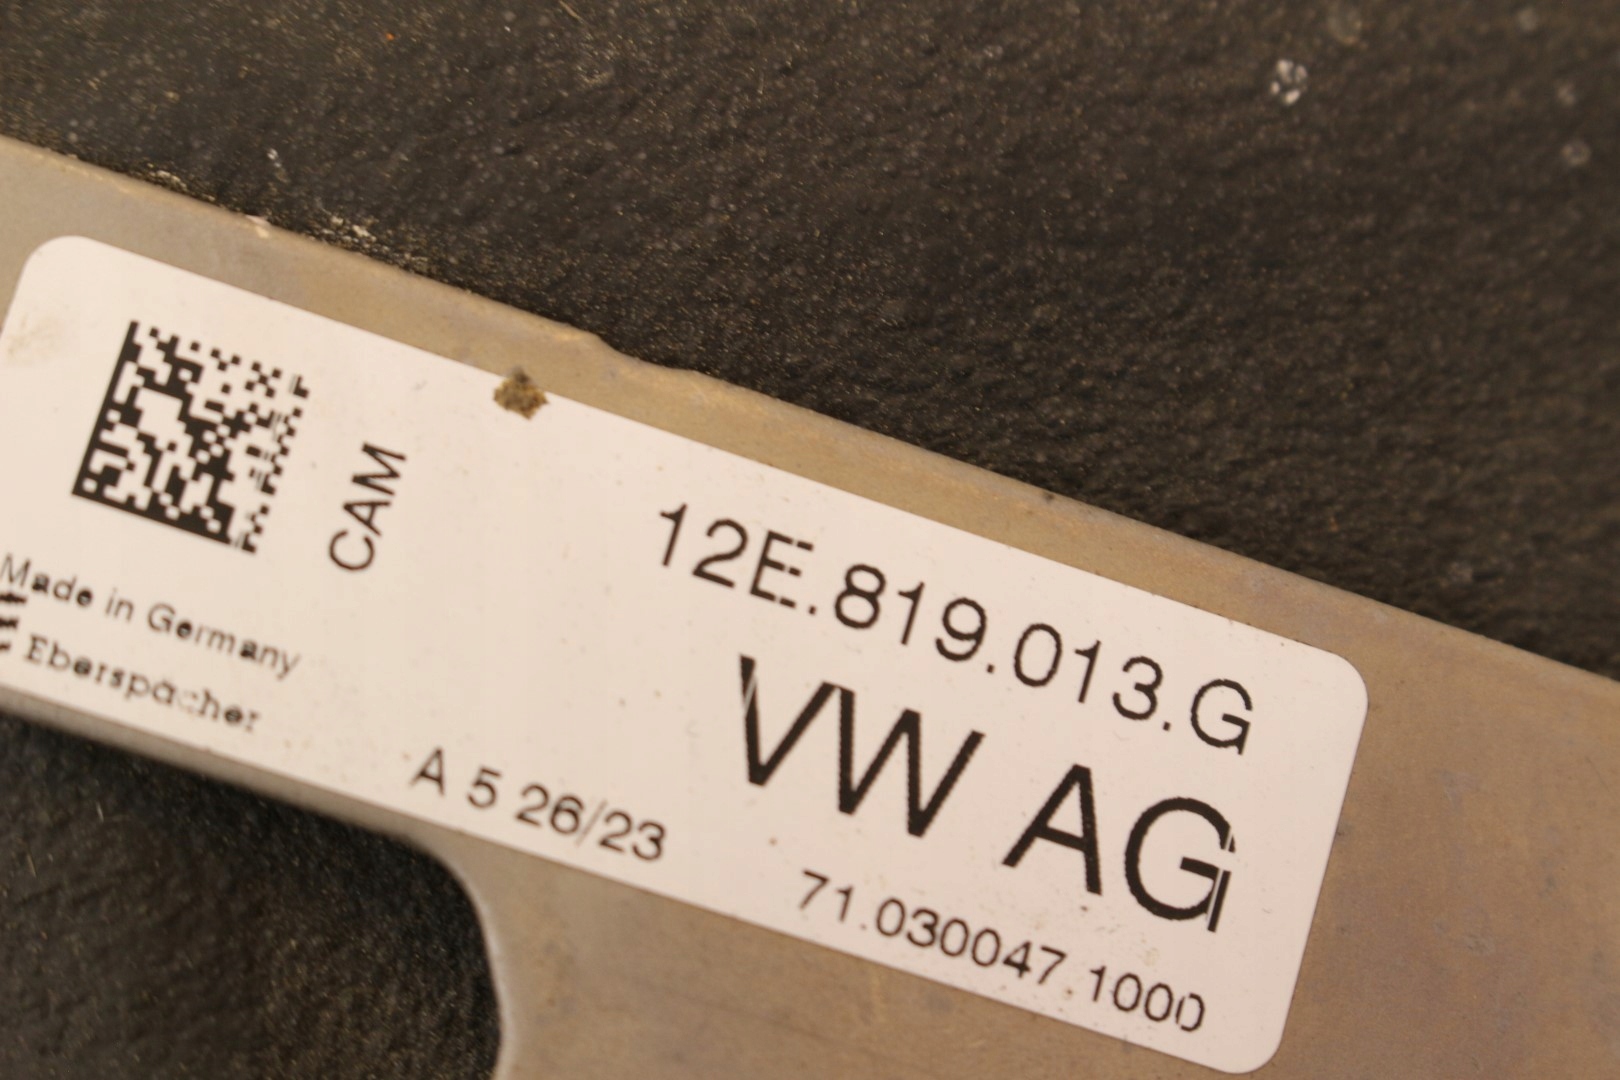 CAM
12E.819.013.G
VW AG
Made in Germany
E Eberspächer
A 5 26/23
71.030047.1000